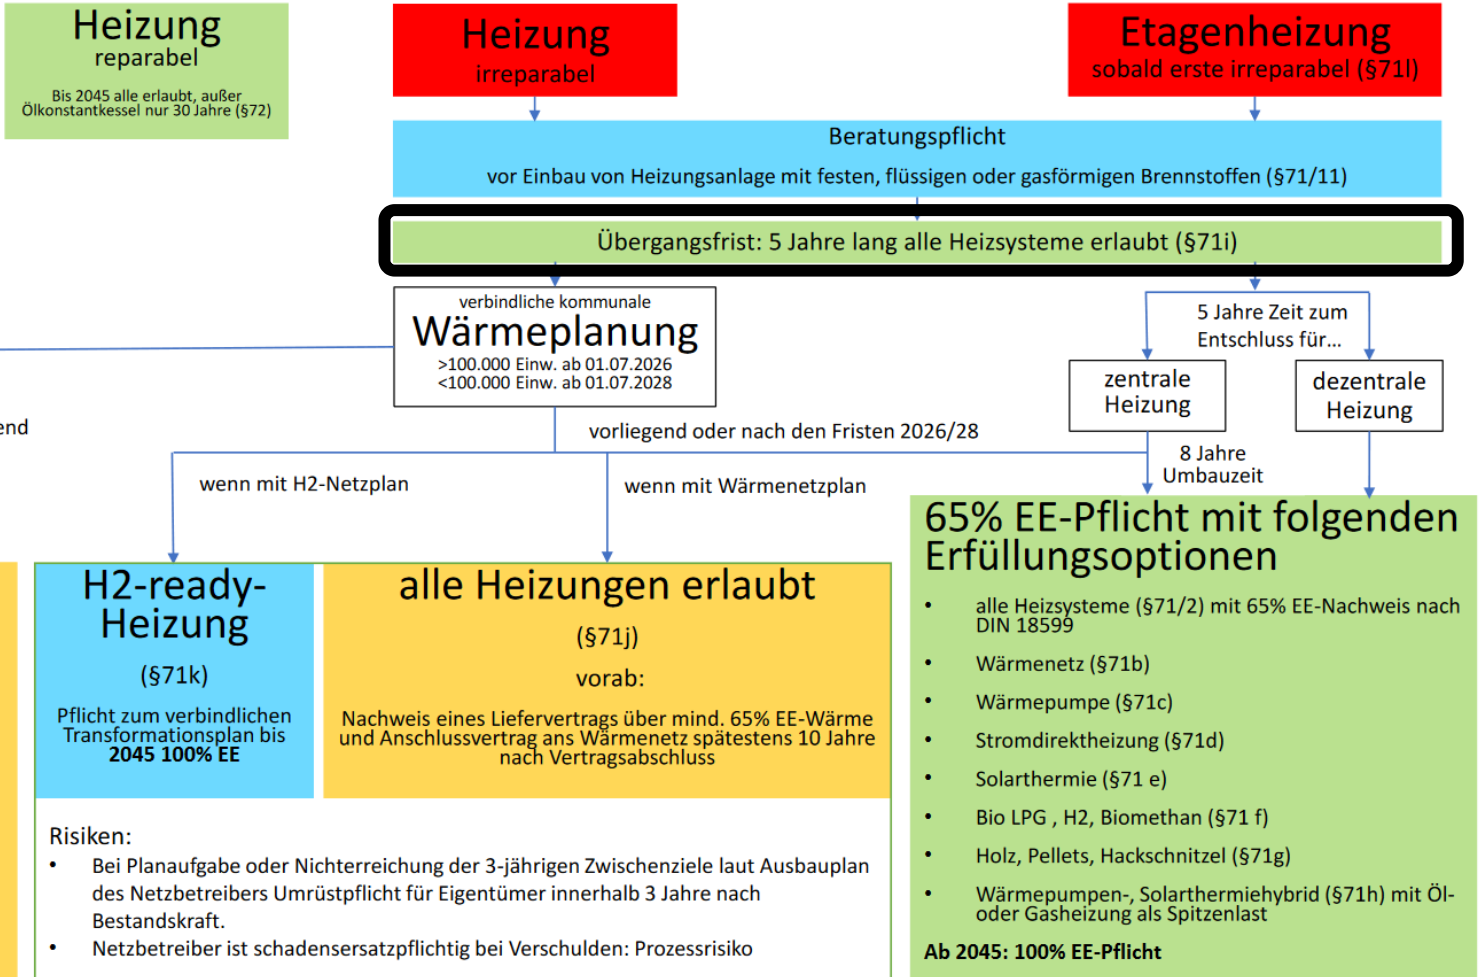 Heizung
reparabel
Bis 2045 alle erlaubt, außer
Ölkonstantkessel nur 30 Jahre (§72)
Heizung
irreparabel
Etagenheizung
sobald erste irreparabel (§71l)
Beratungspflicht
vor Einbau von Heizungsanlage mit festen, flüssigen oder gasförmigen Brennstoffen (§71/11)
Übergangsfrist: 5 Jahre lang alle Heizsysteme erlaubt (§71i)
verbindliche kommunale
Wärmeplanung
>100.000 Einw. ab 01.07.2026
<100.000 Einw. ab 01.07.2028
5 Jahre Zeit zum
Entschluss für...
zentrale
Heizung
dezentrale
Heizung
end
vorliegend oder nach den Fristen 2026/28
8 Jahre
Umbauzeit
wenn mit H2-Netzplan
wenn mit Wärmenetzplan
H2-ready-
Heizung
(§71k)
Pflicht zum verbindlichen
Transformationsplan bis
2045 100% EE
alle Heizungen erlaubt
(§71j)
vorab:
Nachweis eines Liefervertrags über mind. 65% EE-Wärme
und Anschlussvertrag ans Wärmenetz spätestens 10 Jahre
nach Vertragsabschluss
Risiken:
• Bei Planaufgabe oder Nichterreichung der 3-jährigen Zwischenziele laut Ausbauplan
des Netzbetreibers Umrüstpflicht für Eigentümer innerhalb 3 Jahre nach
Bestandskraft.
• Netzbetreiber ist schadensersatzpflichtig bei Verschulden: Prozessrisiko
65% EE-Pflicht mit folgenden
Erfüllungsoptionen
• alle Heizsysteme (§71/2) mit 65% EE-Nachweis nach
DIN 18599
• Wärmenetz (§71b)
• Wärmepumpe (§71c)
• Stromdirektheizung (§71d)
• Solarthermie (§71 e)
• Bio LPG , H2, Biomethan (§71 f)
• Holz, Pellets, Hackschnitzel (§71g)
• Wärmepumpen-, Solarthermiehybrid (§71h) mit Öl-
oder Gasheizung als Spitzenlast
Ab 2045: 100% EE-Pflicht